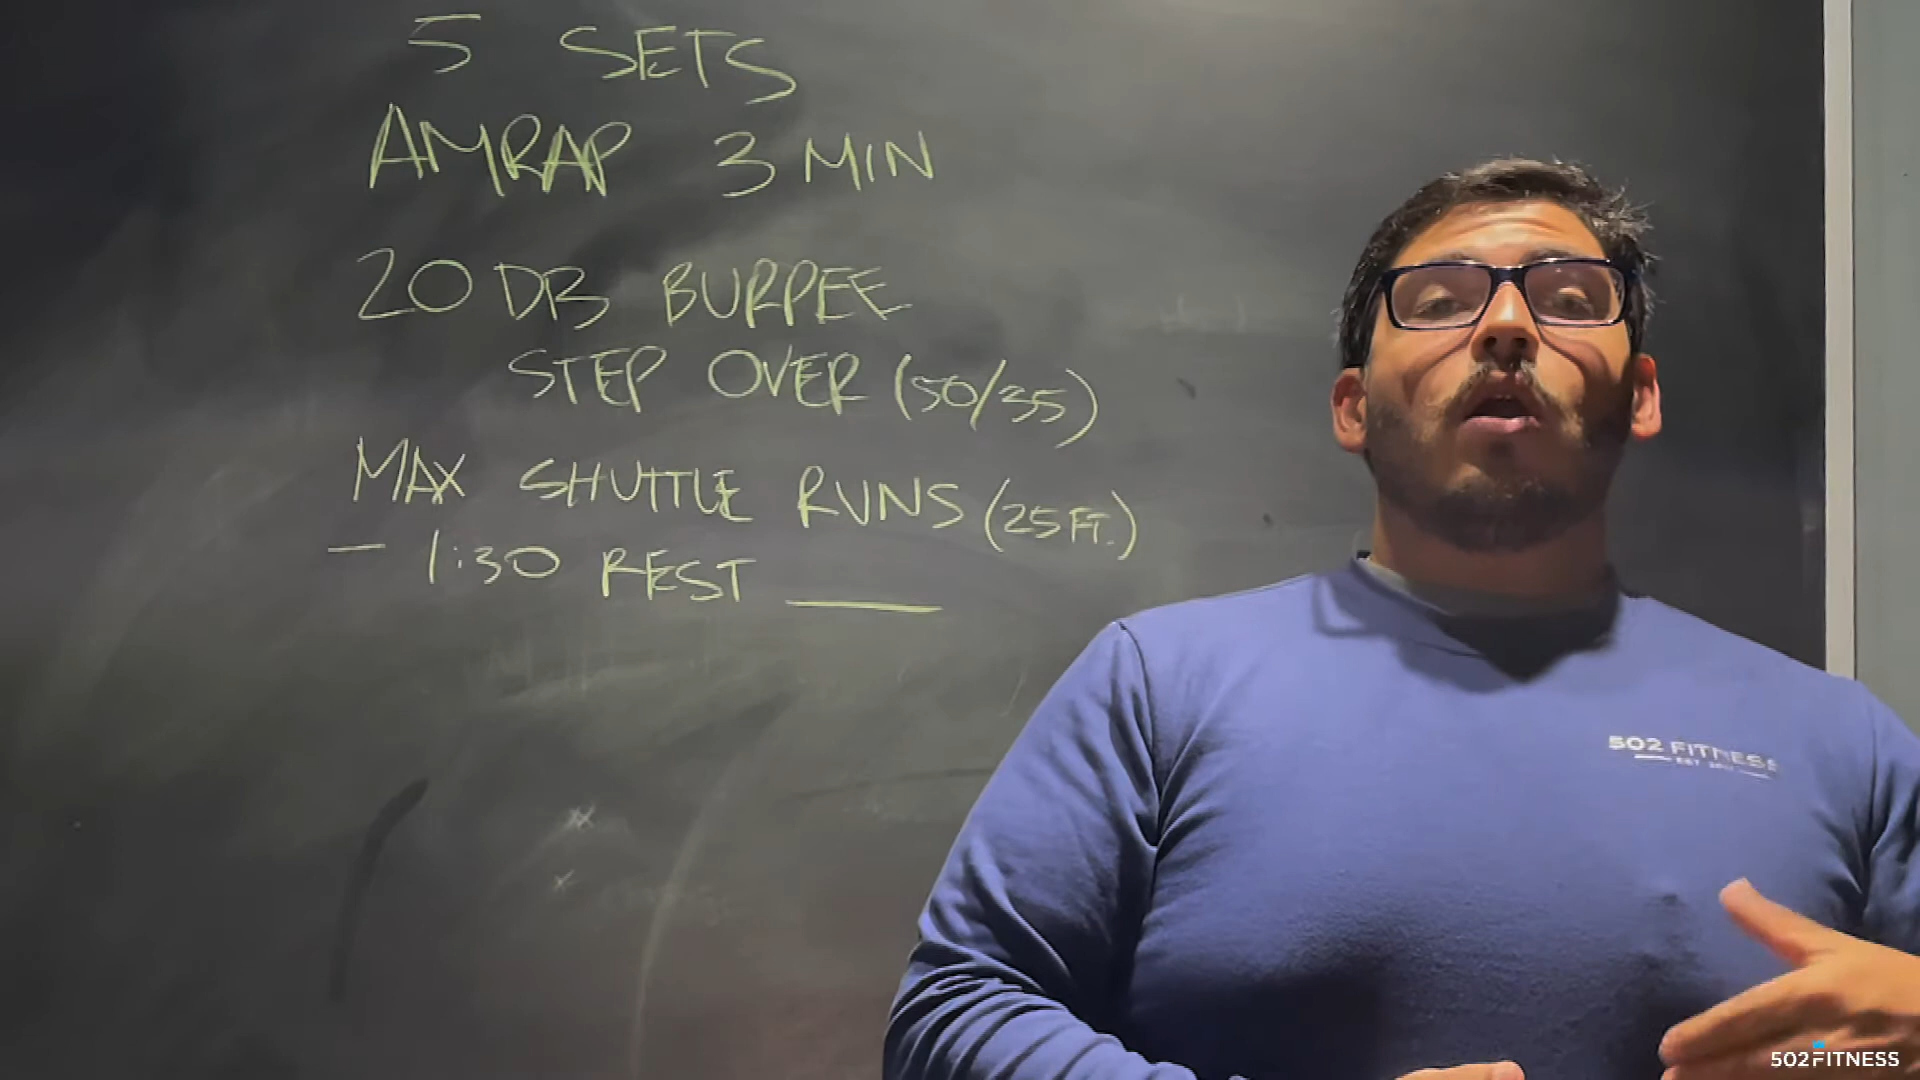 5 SETS
AMRAP 3 MIN
20 DB BURPEE
STEP OVER (50/35)
MAX SHUTTLE RUNS (25 FT.)
— 1:30 REST —
502 FITNESS
EST
502 FITNESS